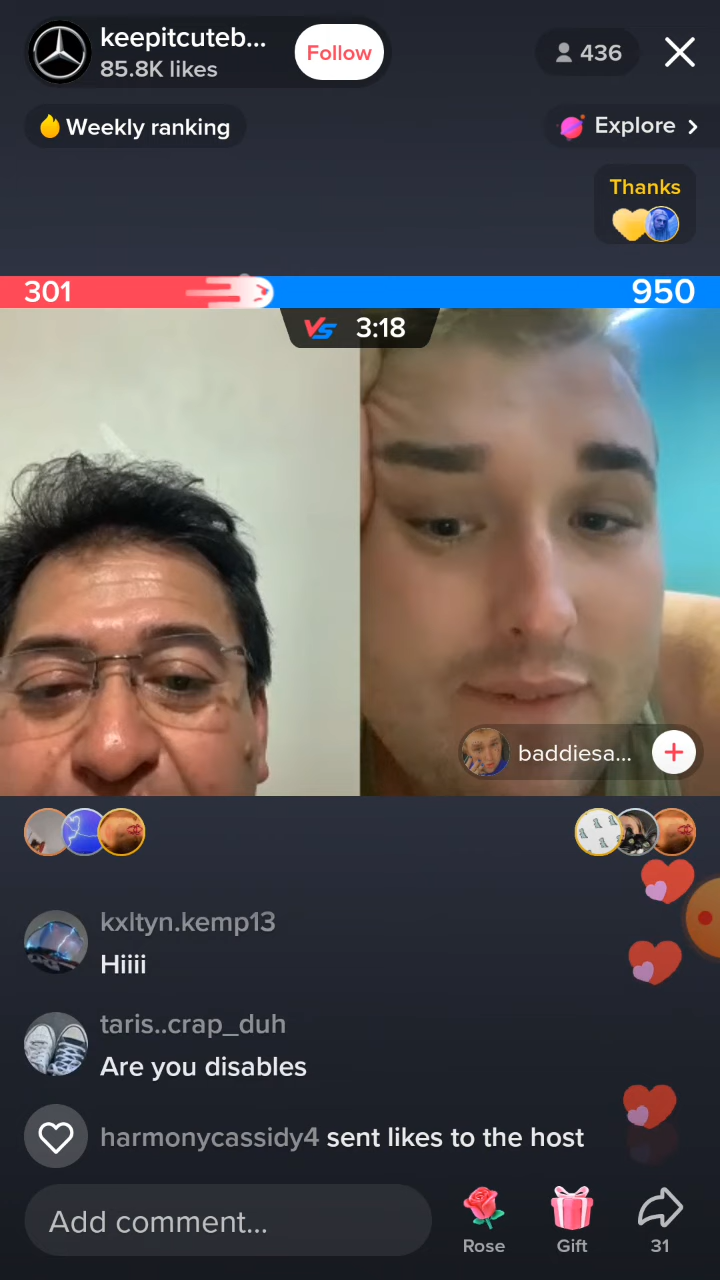 keepitcuteb...
85.8K likes
Follow
436
Weekly ranking
Explore
Thanks
301
950
VS 3:18
baddiesa...
kxltyn.kemp13
Hiiii
taris..crap_duh
Are you disables
harmonycassidy4 sent likes to the host
Add comment...
Rose
Gift
31